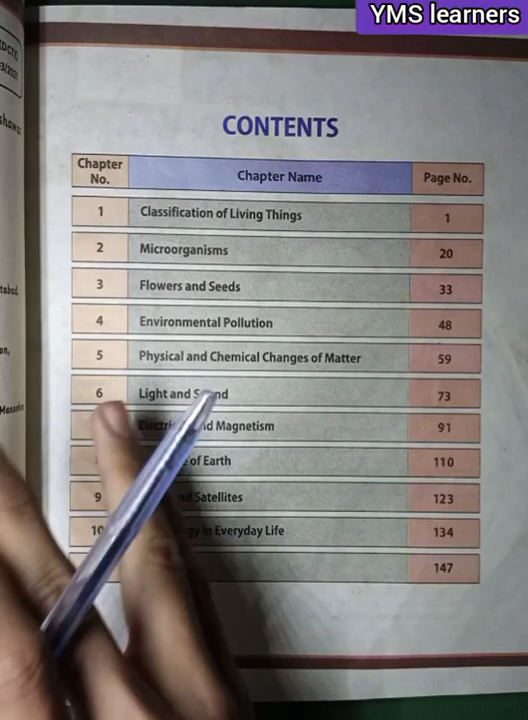 YMS learners
CONTENTS
Chapter No.
Chapter Name
Page No.
1 Classification of Living Things 1
2 Microorganisms 20
3 Flowers and Seeds 33
4 Environmental Pollution 48
5 Physical and Chemical Changes of Matter 59
6 Light and 73
Magnetism 91
of Earth 110
9 Satellites 123
10 in Everyday Life 134
147